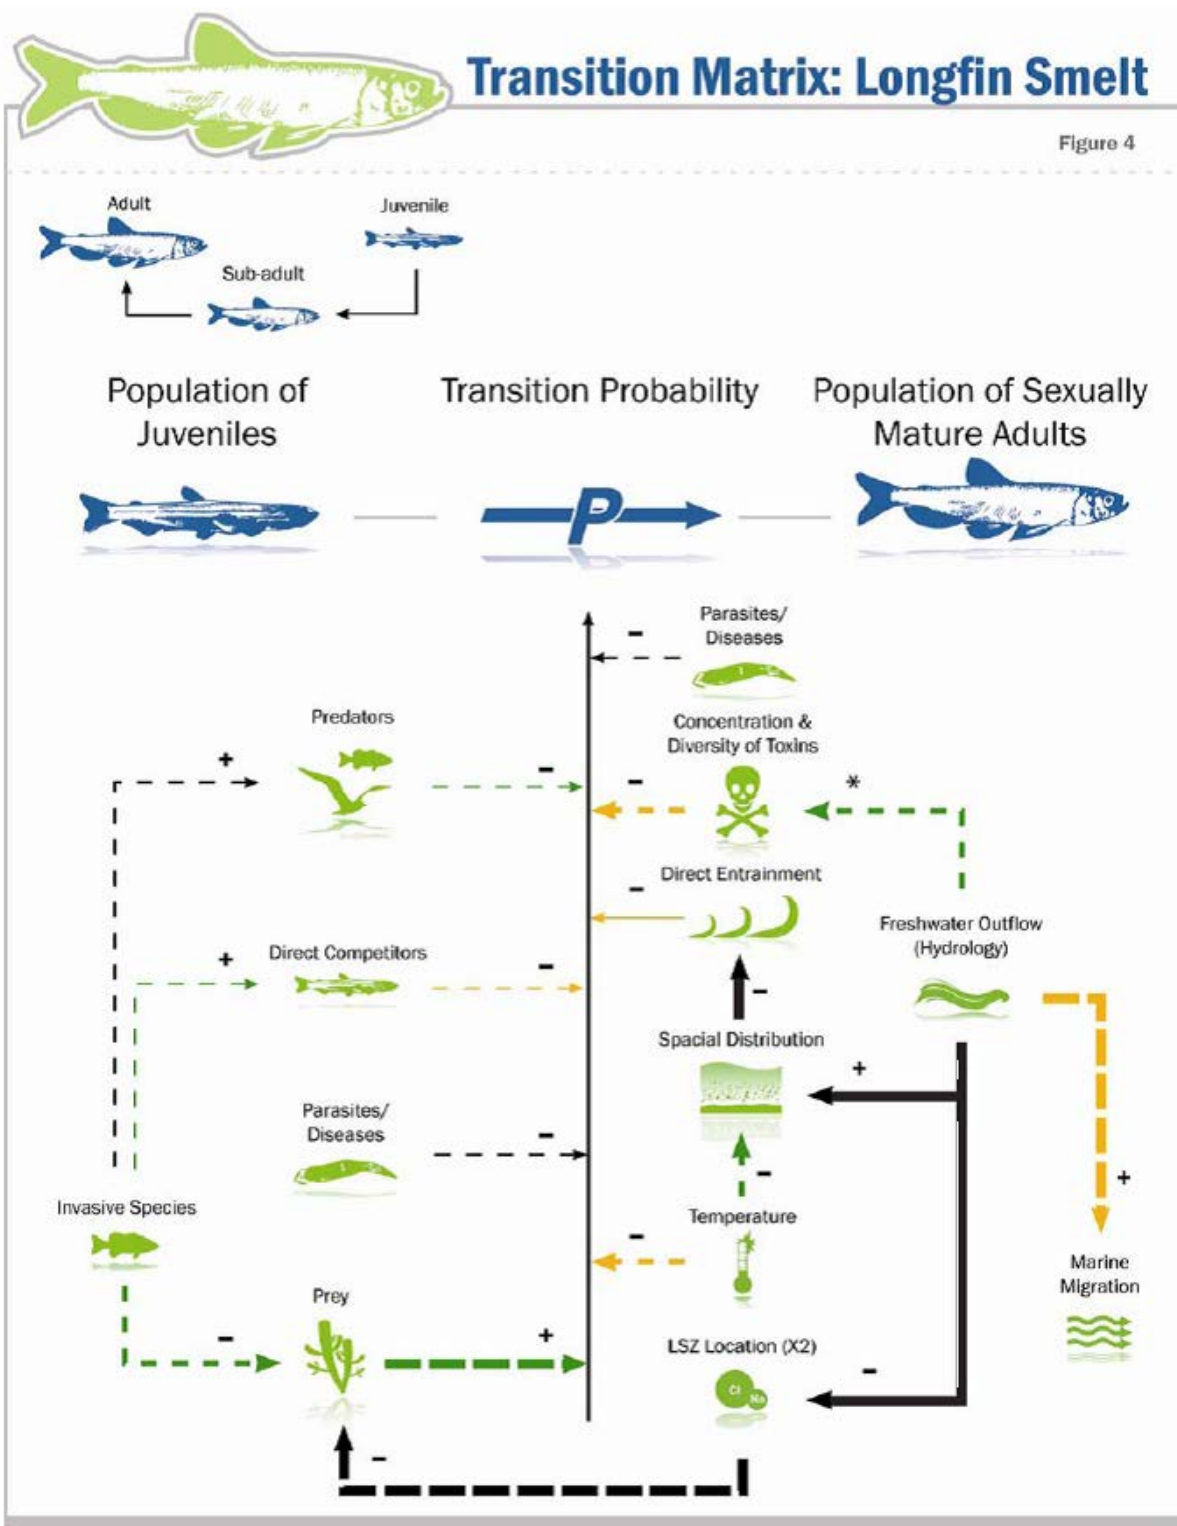 Transition Matrix: Longfin Smelt
Figure 4
Adult
Juvenile
Sub-adult
Population of
Juveniles
Transition Probability
Population of Sexually
Mature Adults
P
Parasites/
Diseases
-
Predators
+
-
Concentration &
Diversity of Toxins
-
*
Direct Entrainment
-
Freshwater Outflow
(Hydrology)
Direct Competitors
+
-
-
Spacial Distribution
+
Parasites/
Diseases
-
-
+
Invasive Species
Temperature
-
Marine
Migration
Prey
-
+
LSZ Location (X2)
Cl
Na
-
-